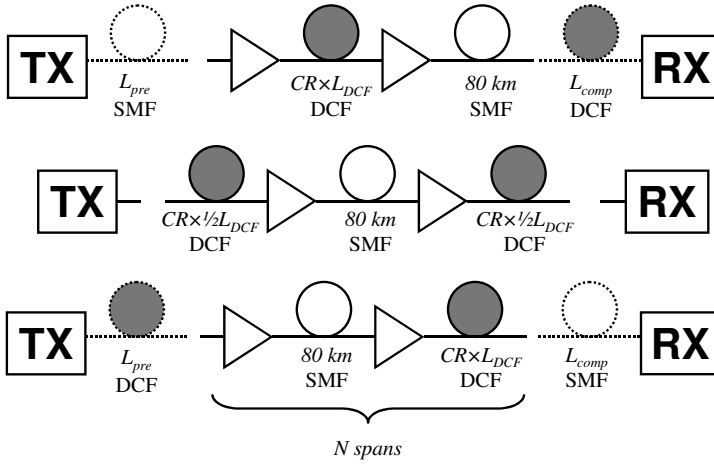 TX
L_pre
SMF
CR×L_DCF
DCF
80 km
SMF
L_comp
DCF
RX
TX
CR×½L_DCF
DCF
80 km
SMF
CR×½L_DCF
DCF
RX
TX
L_pre
DCF
80 km
SMF
CR×L_DCF
DCF
L_comp
SMF
RX
N spans